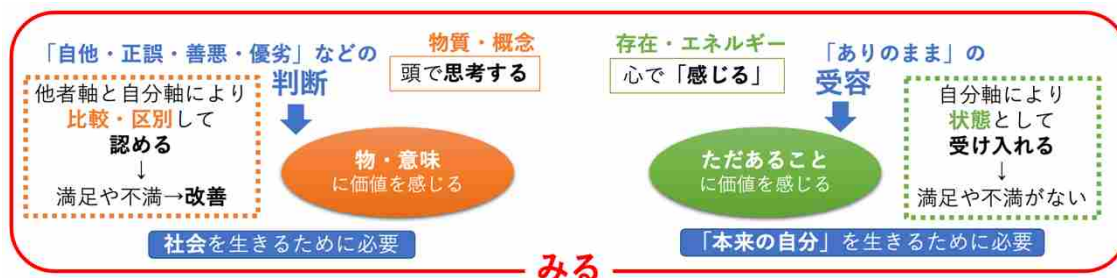 「自他・正誤・善悪・優劣」などの
判断
物質・概念
頭で思考する
他者軸と自分軸により
比較・区別して
認める
↓
満足や不満→改善
物・意味
に価値を感じる
社会を生きるために必要
存在・エネルギー
心で「感じる」
「ありのまま」の
受容
自分軸により
状態として
受け入れる
↓
満足や不満がない
ただあること
に価値を感じる
「本来の自分」を生きるために必要
みる